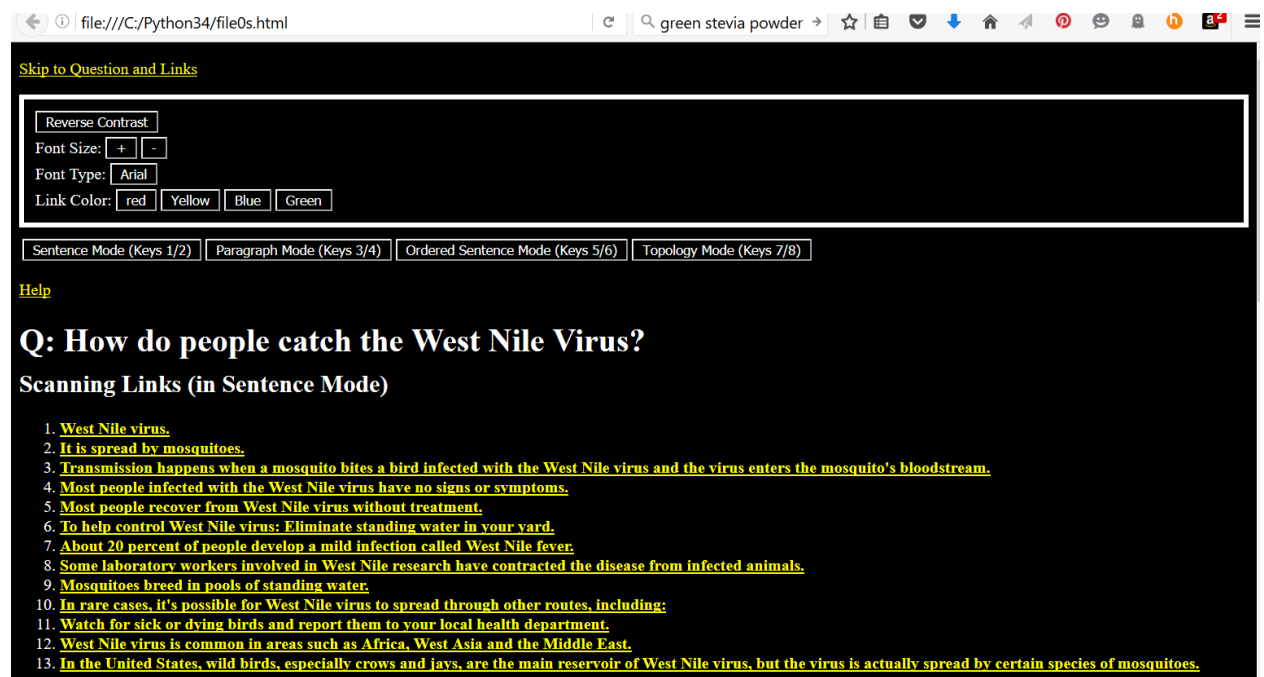 file:///C:/Python34/file0s.html green stevia powder
Skip to Question and Links
Reverse Contrast
Font Size: + -
Font Type: Arial
Link Color: red Yellow Blue Green
Sentence Mode (Keys 1/2) Paragraph Mode (Keys 3/4) Ordered Sentence Mode (Keys 5/6) Topology Mode (Keys 7/8)
Help
Q: How do people catch the West Nile Virus?
Scanning Links (in Sentence Mode)
1. West Nile virus.
2. It is spread by mosquitoes.
3. Transmission happens when a mosquito bites a bird infected with the West Nile virus and the virus enters the mosquito's bloodstream.
4. Most people infected with the West Nile virus have no signs or symptoms.
5. Most people recover from West Nile virus without treatment.
6. To help control West Nile virus: Eliminate standing water in your yard.
7. About 20 percent of people develop a mild infection called West Nile fever.
8. Some laboratory workers involved in West Nile research have contracted the disease from infected animals.
9. Mosquitoes breed in pools of standing water.
10. In rare cases, it's possible for West Nile virus to spread through other routes, including:
11. Watch for sick or dying birds and report them to your local health department.
12. West Nile virus is common in areas such as Africa, West Asia and the Middle East.
13. In the United States, wild birds, especially crows and jays, are the main reservoir of West Nile virus, but the virus is actually spread by certain species of mosquitoes.